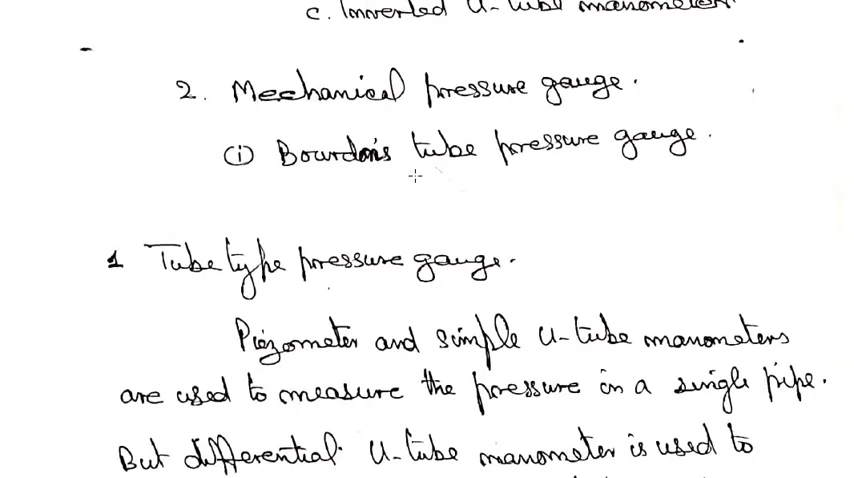 c. Inverted U-tube manometer
2. Mechanical pressure gauge.
(i) Bourdon's tube pressure gauge.
1 Tube type pressure gauge.
Piezometer and simple U-tube manometers
are used to measure the pressure in a single pipe.
But differential U-tube manometer is used to